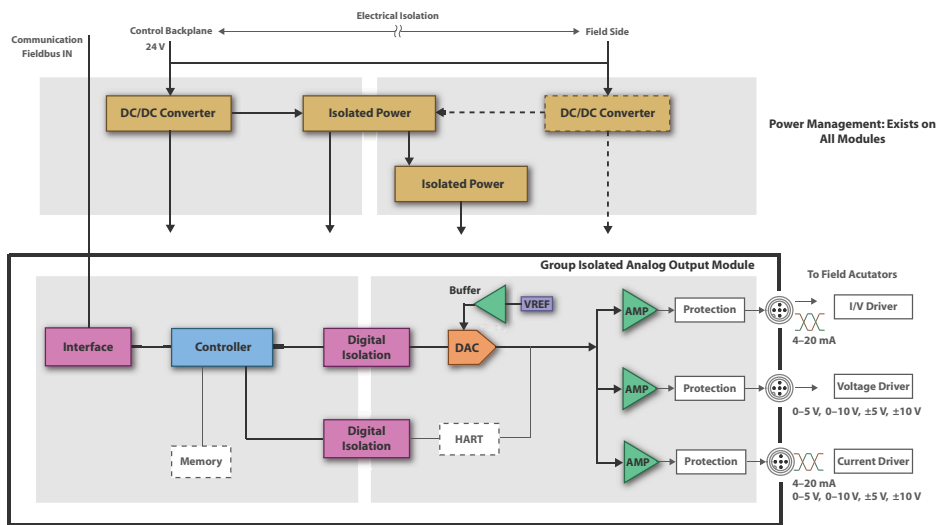 Electrical Isolation
Communication
Fieldbus IN
Control Backplane
24 V
Field Side
DC/DC Converter
Isolated Power
DC/DC Converter
Power Management: Exists on
All Modules
Isolated Power
Group Isolated Analog Output Module
To Field Acutators
Buffer
VREF
AMP
Protection
I/V Driver
4–20 mA
Interface
Controller
Digital
Isolation
DAC
AMP
Protection
Voltage Driver
0–5 V, 0–10 V, ±5 V, ±10 V
Digital
Isolation
HART
Memory
AMP
Protection
Current Driver
4–20 mA
0–5 V, 0–10 V, ±5 V, ±10 V